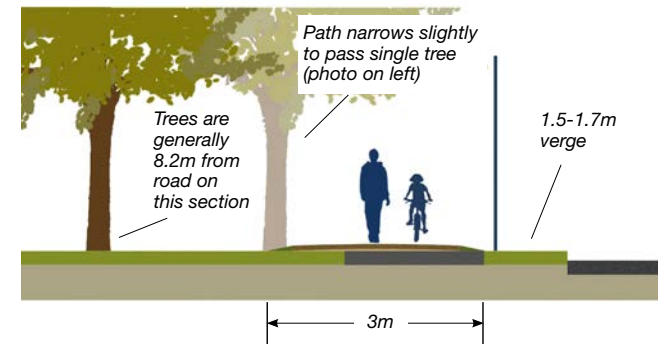 Path narrows slightly
to pass single tree
(photo on left)
Trees are
generally
8.2m from
road on
this section
1.5-1.7m
verge
3m